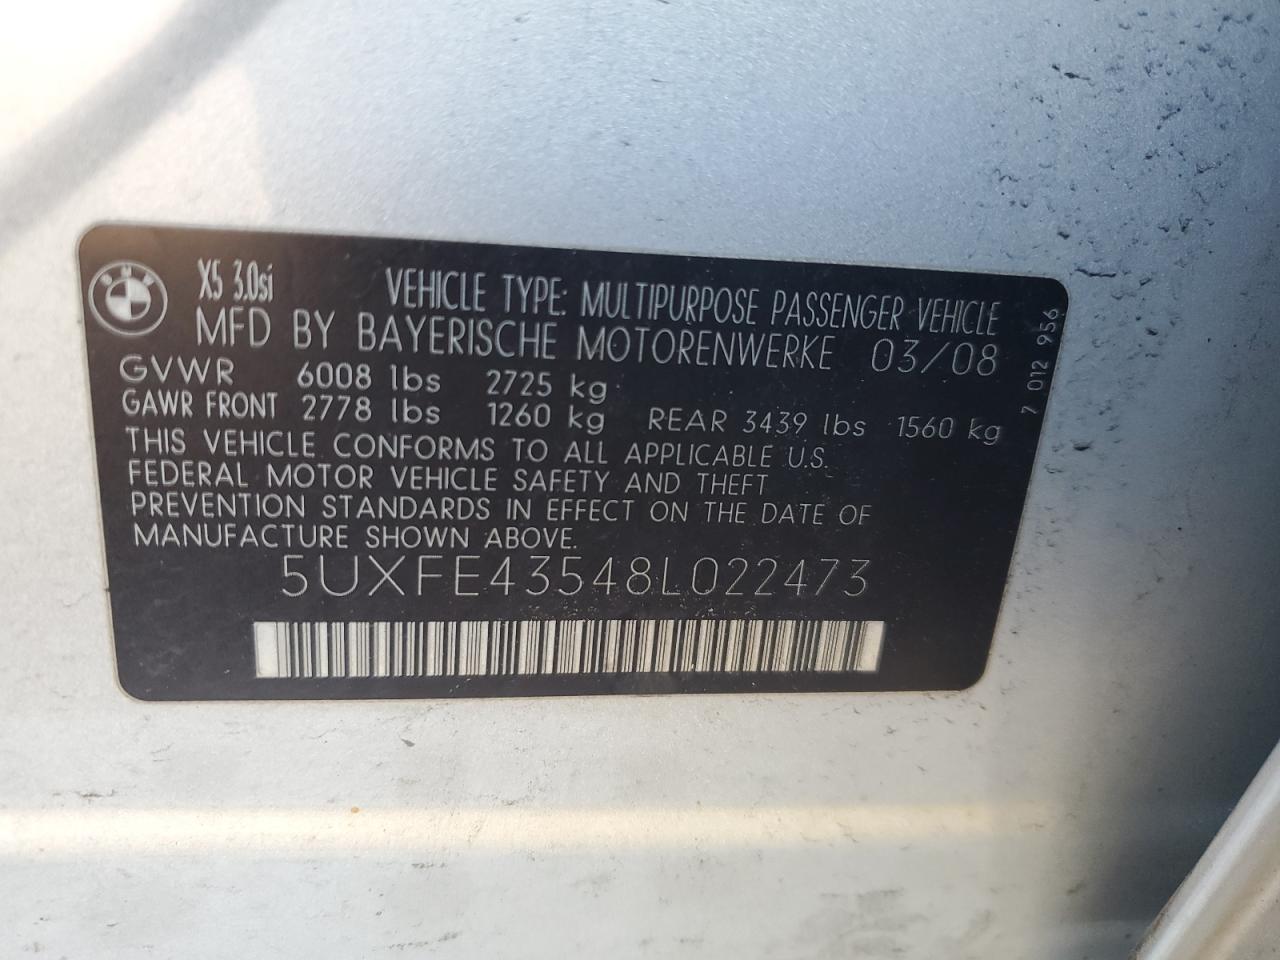 BMW
X5 3.0si
VEHICLE TYPE: MULTIPURPOSE PASSENGER VEHICLE
MFD BY BAYERISCHE MOTORENWERKE 03/08
GVWR 6008 lbs 2725 kg
GAWR FRONT 2778 lbs 1260 kg REAR 3439 lbs 1560 kg
THIS VEHICLE CONFORMS TO ALL APPLICABLE U.S.
FEDERAL MOTOR VEHICLE SAFETY AND THEFT
PREVENTION STANDARDS IN EFFECT ON THE DATE OF
MANUFACTURE SHOWN ABOVE.
5UXFE43548L022473
7 012 956